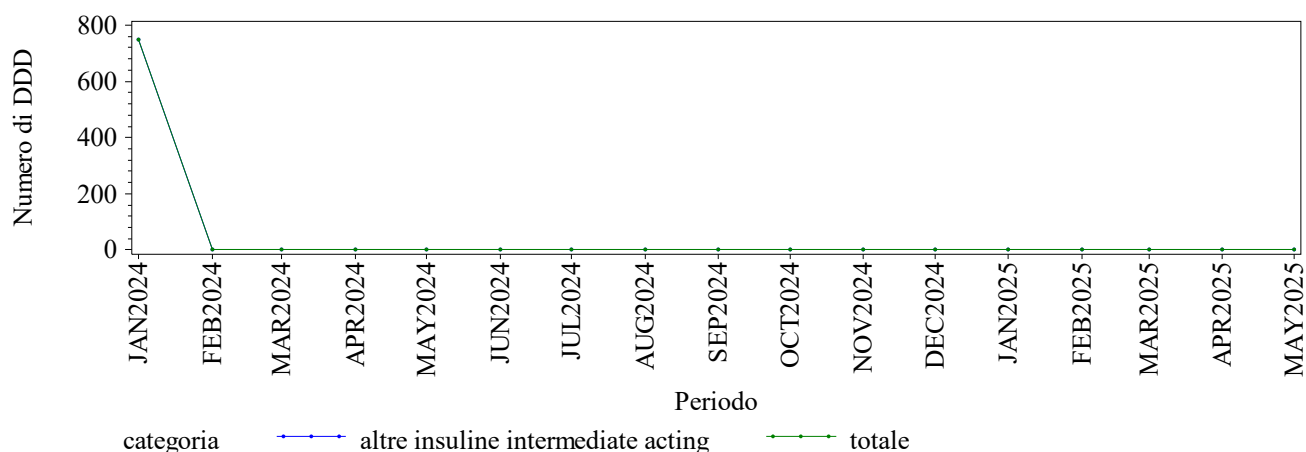 Numero di DDD
800
600
400
200
0
JAN2024
FEB2024
MAR2024
APR2024
MAY2024
JUN2024
JUL2024
AUG2024
SEP2024
OCT2024
NOV2024
DEC2024
JAN2025
FEB2025
MAR2025
APR2025
MAY2025
Periodo
categoria altre insuline intermediate acting totale